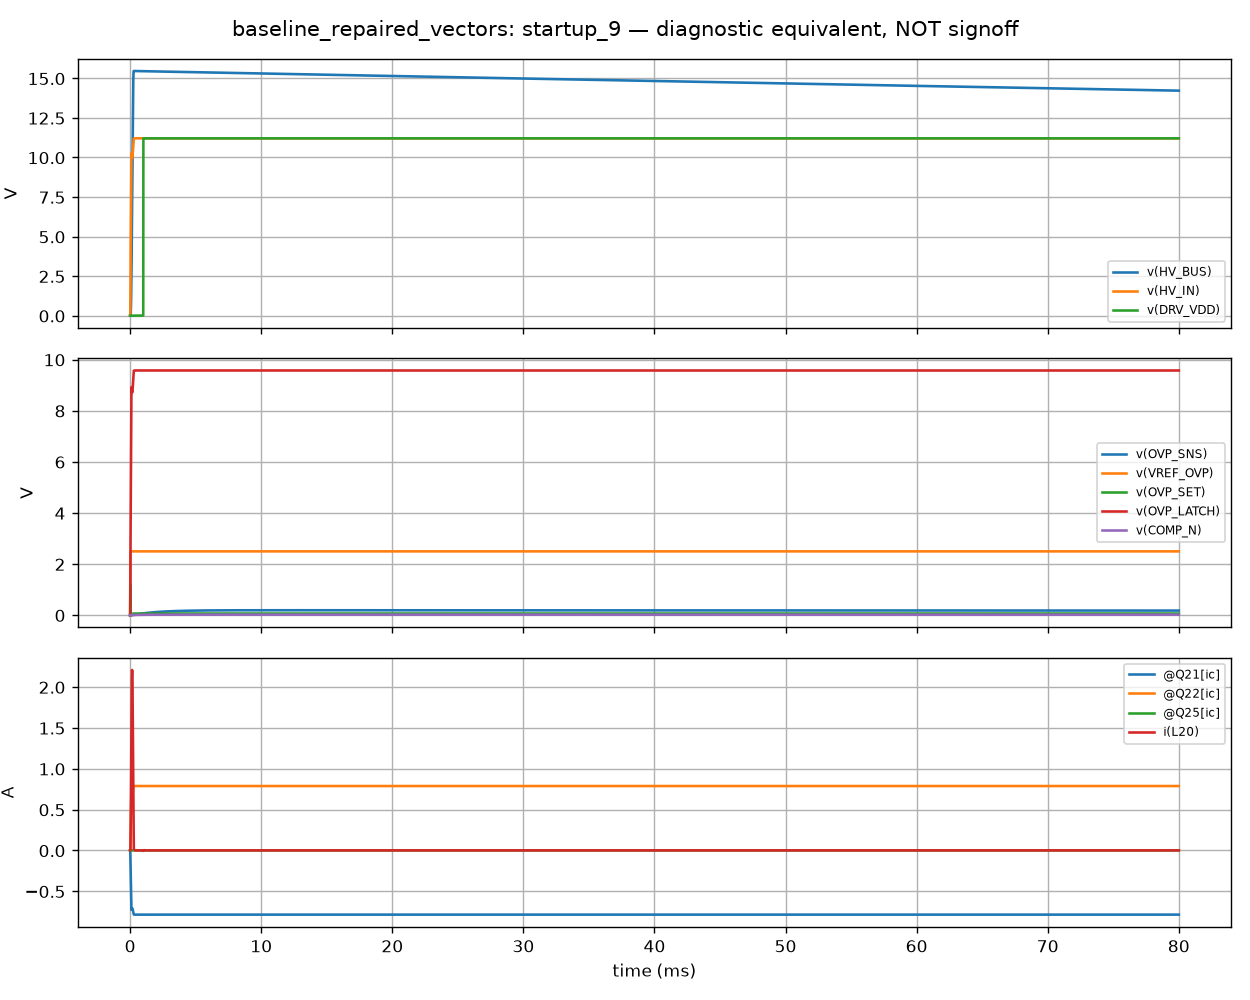 baseline_repaired_vectors: startup_9 — diagnostic equivalent, NOT signoff
15.0
12.5
10.0
7.5
5.0
2.5
0.0
V
v(HV_BUS)
v(HV_IN)
v(DRV_VDD)
10
8
6
4
2
0
V
v(OVP_SNS)
v(VREF_OVP)
v(OVP_SET)
v(OVP_LATCH)
v(COMP_N)
2.0
1.5
1.0
0.5
0.0
−0.5
A
@Q21[ic]
@Q22[ic]
@Q25[ic]
i(L20)
0 10 20 30 40 50 60 70 80
time (ms)